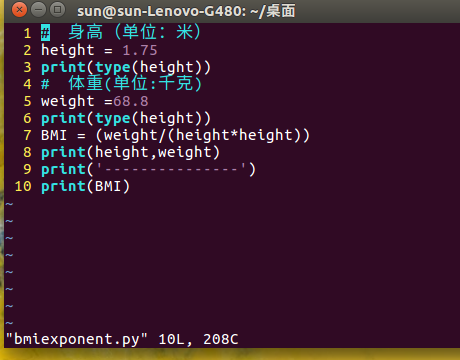 sun@sun-Lenovo-G480: ~/桌面
1 #  身高（单位：米）
2 height = 1.75
3 print(type(height))
4 #  体重(单位:千克)
5 weight =68.8
6 print(type(height))
7 BMI = (weight/(height*height))
8 print(height,weight)
9 print('---------------')
10 print(BMI)
~
~
~
~
~
~
~
~
"bmiexponent.py" 10L, 208C